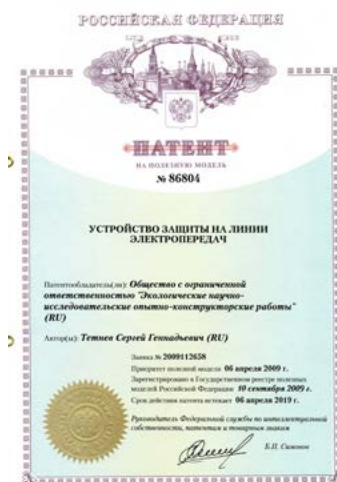 РОССИЙСКАЯ ФЕДЕРАЦИЯ
ПАТЕНТ
НА ПОЛЕЗНУЮ МОДЕЛЬ
№ 86804
УСТРОЙСТВО ЗАЩИТЫ НА ЛИНИИ
ЭЛЕКТРОПЕРЕДАЧ
Патентообладатель(ли): Общество с ограниченной
ответственностью "Экологические научно-
исследовательские опытно-конструкторские работы"
(RU)
Автор(ы): Тетнев Сергей Геннадьевич (RU)
Заявка № 2009112658
Приоритет полезной модели 06 апреля 2009 г.
Зарегистрировано в Государственном реестре полезных
моделей Российской Федерации 10 сентября 2009 г.
Срок действия патента истекает 06 апреля 2019 г.
Руководитель Федеральной службы по интеллектуальной
собственности, патентам и товарным знакам
Б.П. Симонов